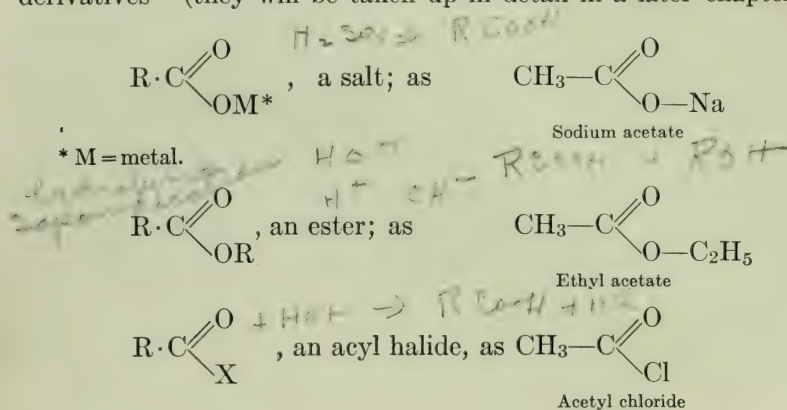 derivatives (they will be taken up in detail in a later chapter
H₂SO₄ RCOOH
R·C
O
OM* , a salt; as CH₃—C
O
O—Na
Sodium acetate
* M=metal.
H⁺ OH⁻ RCOOH + ROH
R·C
O
OR , an ester; as CH₃—C
O
O—C₂H₅
Ethyl acetate
+ HOH → RCOOH +
R·C
O
X , an acyl halide, as CH₃—C
O
Cl
Acetyl chloride